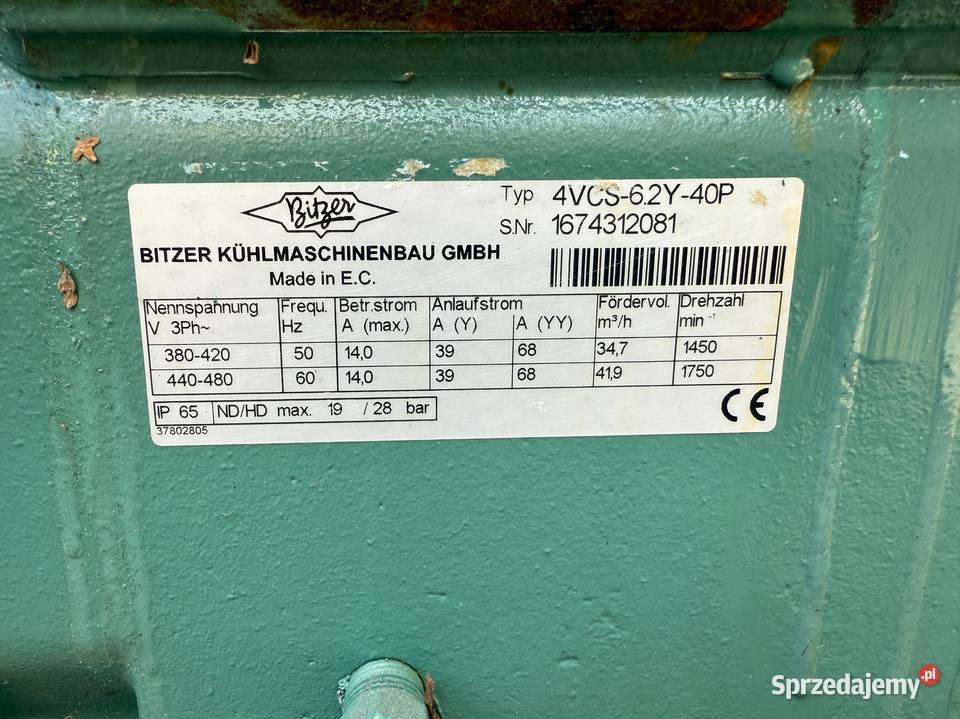 Bitzer
BITZER KÜHLMASCHINENBAU GMBH
Made in E.C.
Typ 4VCS-6.2Y-40P
S.Nr. 1674312081
Nennspahnung Frequ. Betr.strom Anlaufstrom Fördervol. Drehzahl
V 3Ph~ Hz A (max.) A (Y) A (YY) m³/h min⁻¹
380-420 50 14,0 39 68 34,7 1450
440-480 60 14,0 39 68 41,9 1750
IP 65 ND/HD max. 19 / 28 bar
37802805
CE
Sprzedajemy.pl